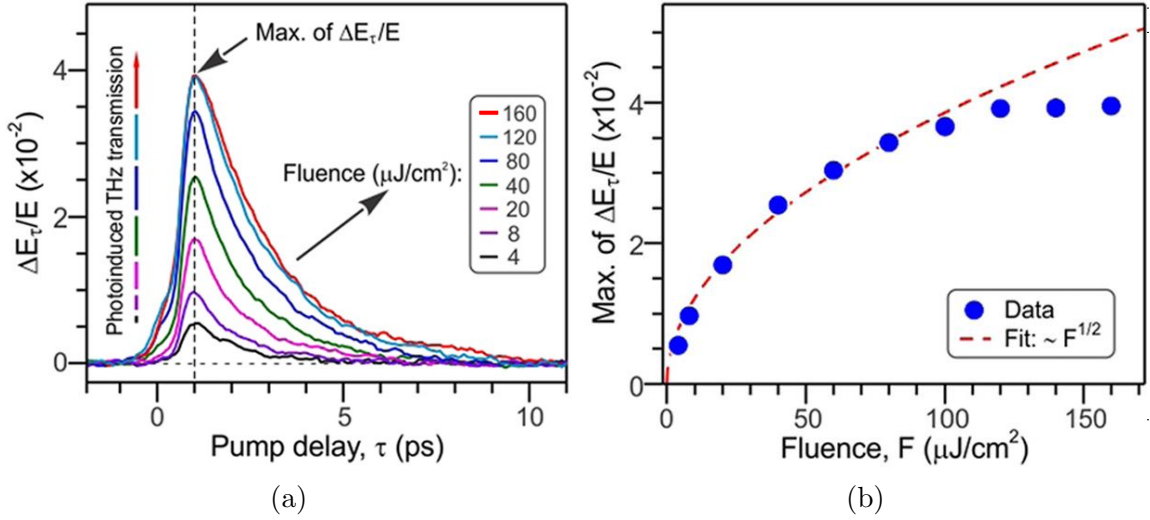 Max. of ΔEτ/E
Photoinduced THz transmission
Fluence (μJ/cm²):
160
120
80
40
20
8
4
ΔEτ/E (x10⁻²)
4
2
0
0
5
10
Pump delay, τ (ps)
(a)
Max. of ΔEτ/E (x10⁻²)
4
2
0
Data
Fit: ~ F^1/2
0
50
100
150
Fluence, F (μJ/cm²)
(b)